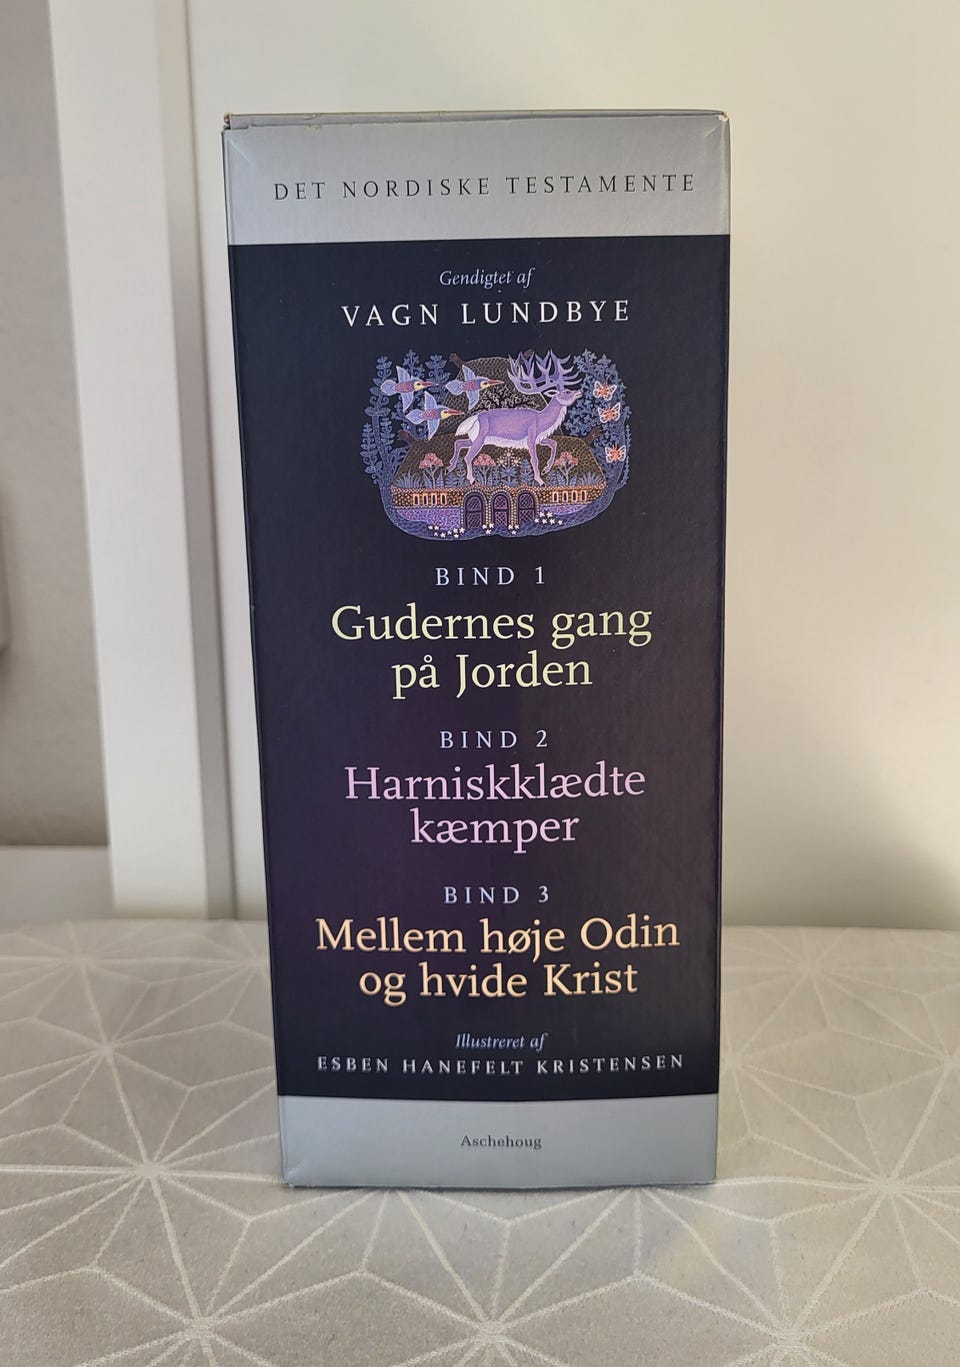 DET NORDISKE TESTAMENTE
Gendigtet af
VAGN LUNDBYE
BIND 1
Gudernes gang
på Jorden
BIND 2
Harniskklædte
kæmper
BIND 3
Mellem høje Odin
og hvide Krist
Illustreret af
ESBEN HANEFELT KRISTENSEN
Aschehoug